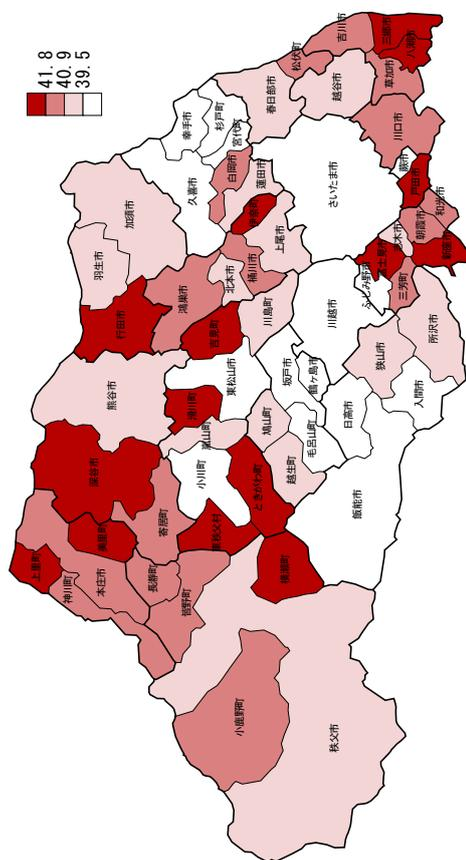 41.8
40.9
39.5
上里町
神川町
本庄市
美里町
深谷市
長瀞町
寄居町
皆野町
小鹿野町
秩父市
横瀬町
東秩父村
ときがわ町
小川町
嵐山町
滑川町
熊谷市
行田市
羽生市
加須市
鴻巣市
吉見町
東松山市
鳩山町
越生町
毛呂山町
飯能市
日高市
入間市
狭山市
所沢市
坂戸市
鶴ヶ島市
川越市
川島町
北本市
桶川市
上尾市
伊奈町
蓮田市
白岡市
久喜市
幸手市
杉戸町
宮代町
春日部市
さいたま市
ふじみ野市
富士見市
三芳町
志木市
新座市
朝霞市
和光市
戸田市
蕨市
川口市
草加市
越谷市
松伏町
吉川市
三郷市
八潮市